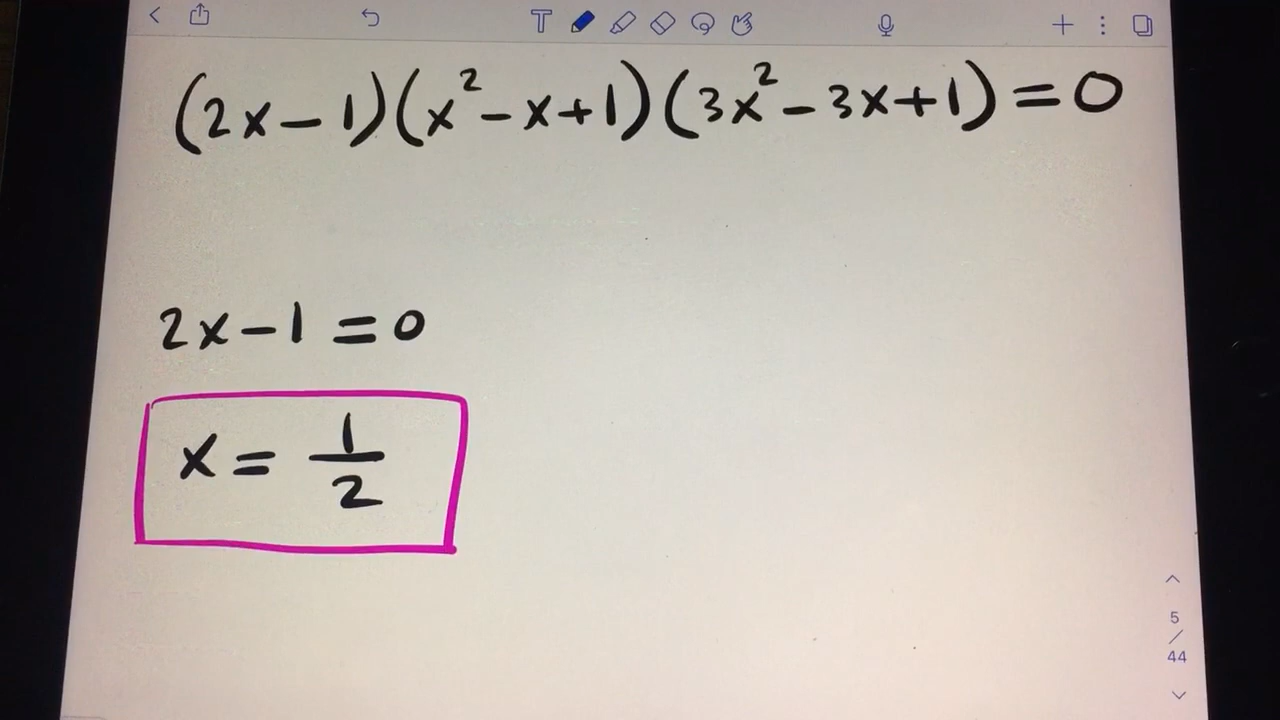 T
(2x-1)(x²-x+1)(3x²-3x+1)=0
2x-1=0
x=1/2
5
/
44